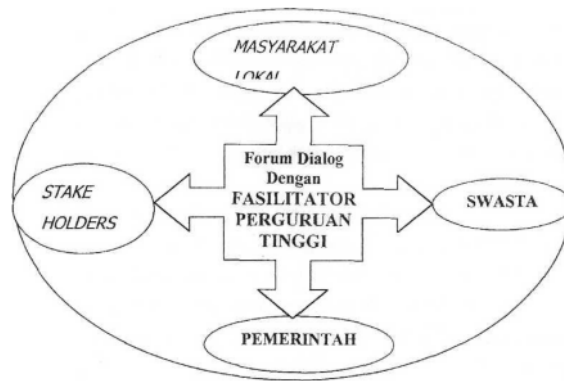 MASYARAKAT
LOKAL
Forum Dialog
Dengan
FASILITATOR
PERGURUAN
TINGGI
STAKE
HOLDERS
SWASTA
PEMERINTAH